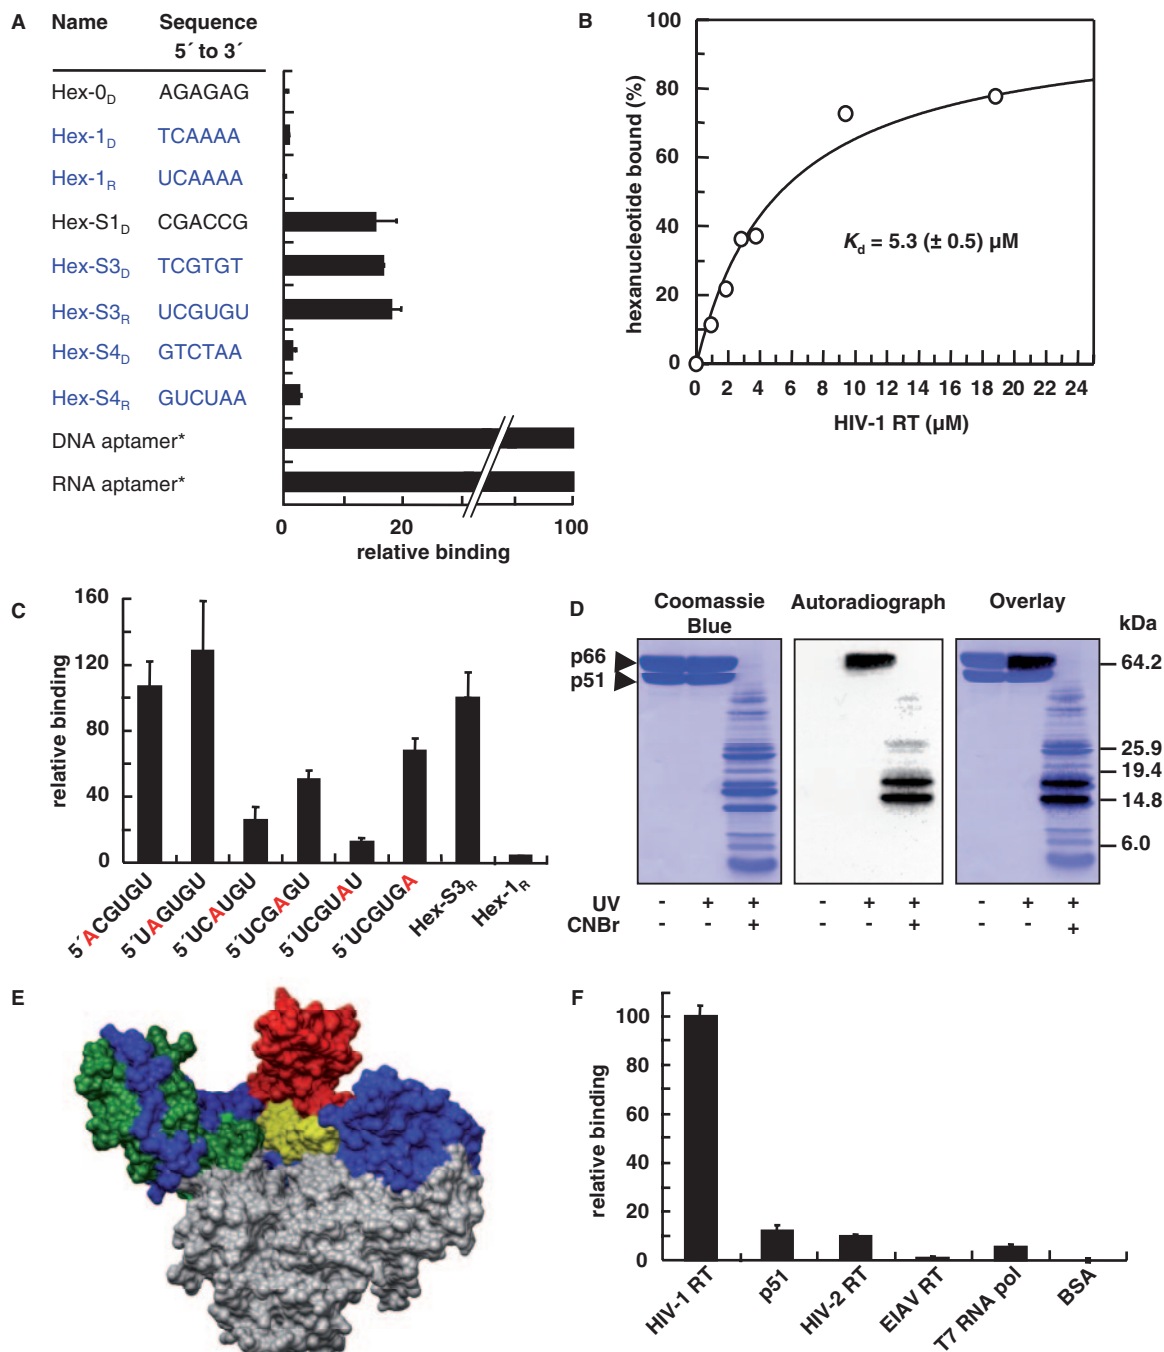 A
Name Sequence
5´ to 3´
Hex-0D AGAGAG
Hex-1D TCAAAA
Hex-1R UCAAAA
Hex-S1D CGACCG
Hex-S3D TCGTGT
Hex-S3R UCGUGU
Hex-S4D GTCTAA
Hex-S4R GUCUAA
DNA aptamer*
RNA aptamer*
0 20 100
relative binding
B
100
80
60
40
20
0
hexanucleotide bound (%)
Kd = 5.3 (± 0.5) µM
0 2 4 6 8 10 12 14 16 18 20 22 24
HIV-1 RT (µM)
C
160
120
80
40
0
relative binding
5´ACGUGU
5´UAGUGU
5´UCAUGU
5´UCGAGU
5´UCGUAU
5´UCGUGA
Hex-S3R
Hex-1R
D
Coomassie
Blue
Autoradiograph
Overlay
kDa
p66
p51
64.2
25.9
19.4
14.8
6.0
UV - + + - + + - + +
CNBr - - + - - + - - +
E
F
100
80
60
40
20
0
relative binding
HIV-1 RT
p51
HIV-2 RT
EIAV RT
T7 RNA pol
BSA